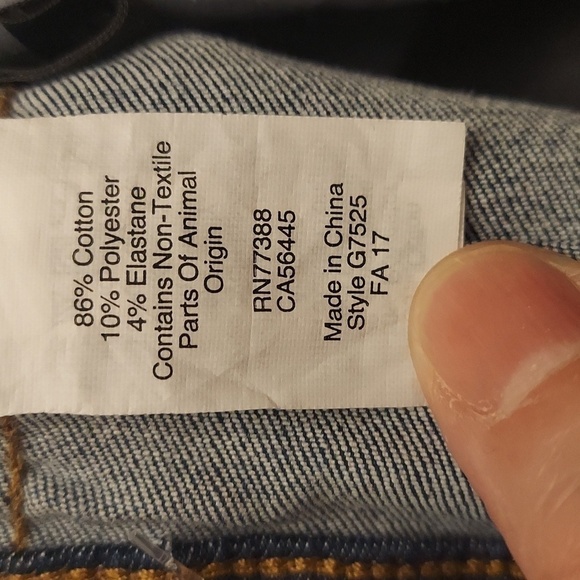 86% Cotton
10% Polyester
4% Elastane
Contains Non-Textile
Parts Of Animal
Origin
RN77388
CA56445
Made in China
Style G7525
FA 17